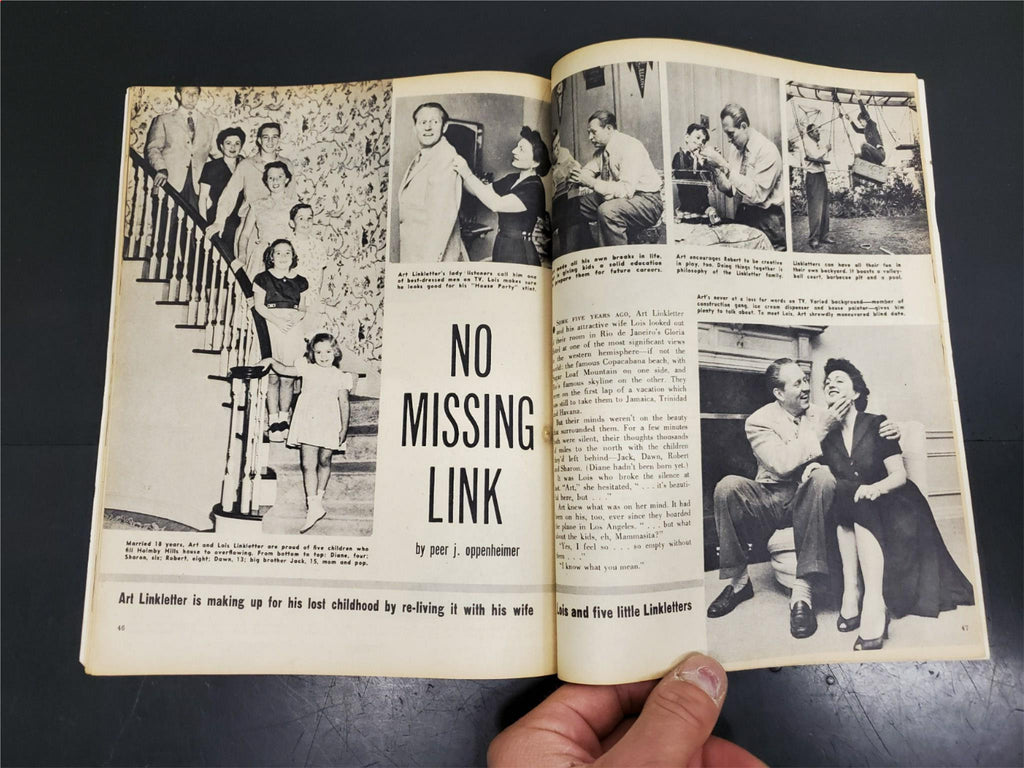 Married 18 years, Art and Lois Linkletter are proud of five children who
fill Holmby Hills house to overflowing. From bottom to top: Diane, four;
Sharon, six; Robert, eight; Dawn, 13; big brother Jack, 15, mom and pop.
Art Linkletter's lady listeners call him one
of best-dressed men on TV. Lois makes sure
he looks good for his "House Party" stint.
NO
MISSING
LINK
by peer j. oppenheimer
Art Linkletter is making up for his lost childhood by re-living it with his wife
46
made all his own breaks in life,
giving kids a solid education
prepare them for future careers.
Art encourages Robert to be creative
in play, too. Doing things together is
philosophy of the Linkletter family.
Linkletters can have all their fun in
their own backyard. It boasts a volley-
ball court, barbecue pit and a pool.
Art's never at a loss for words on TV. Varied background—member of
construction gang, ice cream dispenser and house painter—gives him
plenty to talk about. To meet Lois, Art shrewdly maneuvered blind date.
FIVE YEARS AGO, Art Linkletter
and his attractive wife Lois looked out
their room in Rio de Janeiro's Gloria
at one of the most significant views
the western hemisphere—if not the
the famous Copacabana beach, with
Loaf Mountain on one side, and
famous skyline on the other. They
on the first lap of a vacation which
still to take them to Jamaica, Trinidad
Havana.
But their minds weren't on the beauty
surrounded them. For a few minutes
were silent, their thoughts thousands
miles to the north with the children
left behind—Jack, Dawn, Robert
Sharon. (Diane hadn't been born yet.)
was Lois who broke the silence at
"Art," she hesitated, ". . . it's beauti-
here, but . . ."
Art knew what was on her mind. It had
on his, too, ever since they boarded
plane in Los Angeles. ". . . but what
the kids, eh, Mammasita?"
"Yes, I feel so . . . so empty without
. . ."
"I know what you mean."
Lois and five little Linkletters
47